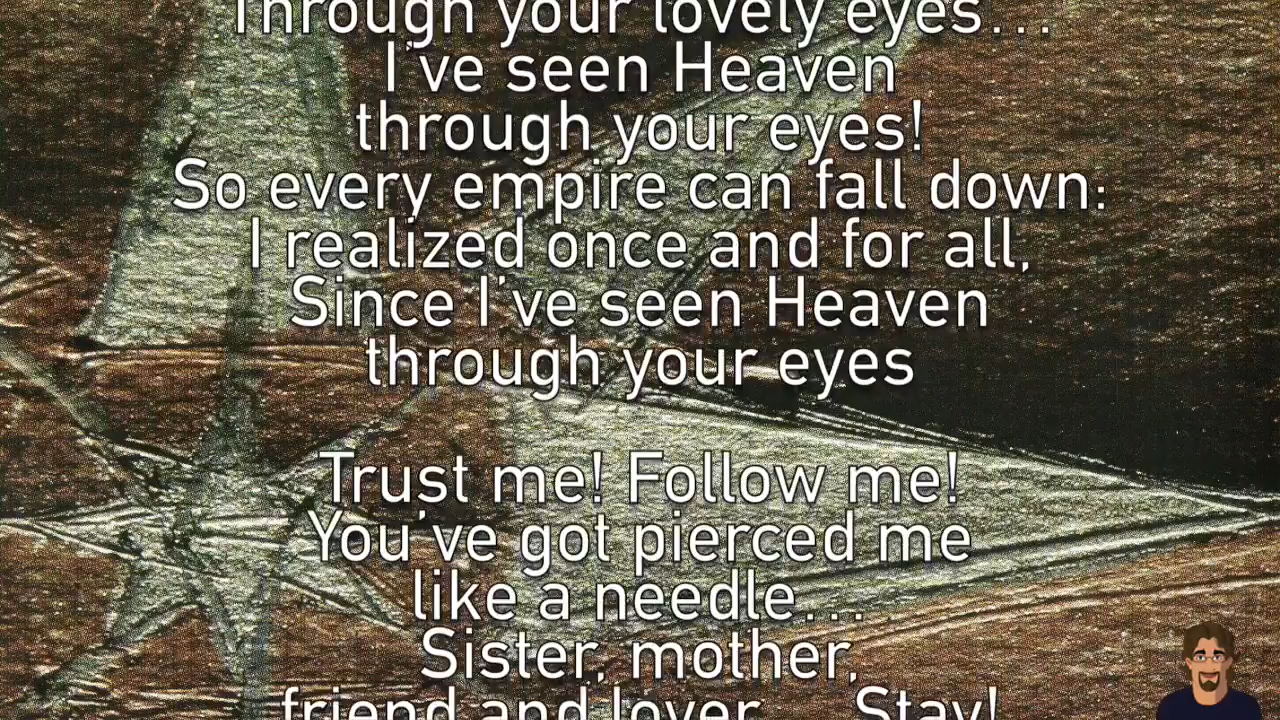 Through your lovely eyes...
I've seen Heaven
through your eyes!
So every empire can fall down:
I realized once and for all,
Since I've seen Heaven
through your eyes
Trust me! Follow me!
You've got pierced me
like a needle...
Sister, mother,
friend and lover... Stay!